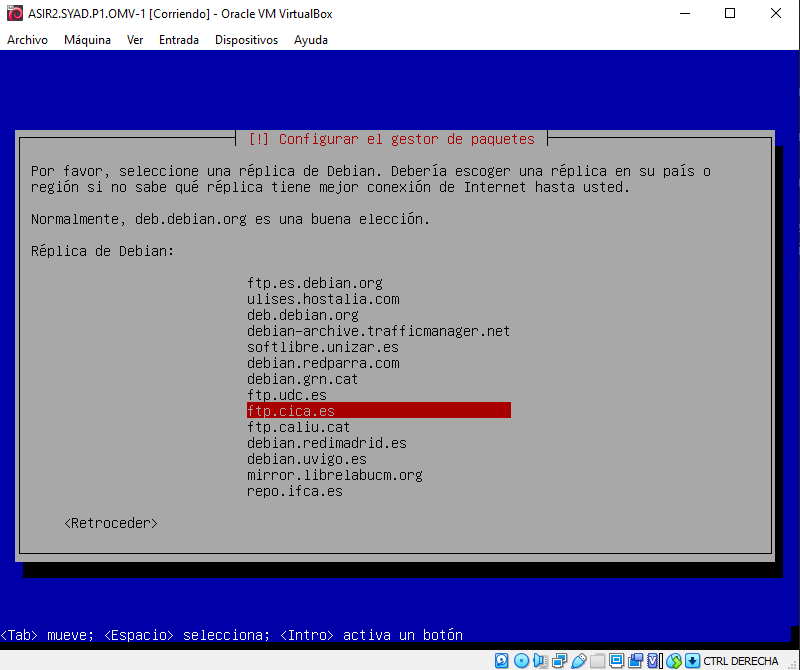 ASIR2.SYAD.P1.OMV-1 [Corriendo] - Oracle VM VirtualBox
Archivo Máquina Ver Entrada Dispositivos Ayuda
[!] Configurar el gestor de paquetes
Por favor, seleccione una réplica de Debian. Debería escoger una réplica en su país o
región si no sabe qué réplica tiene mejor conexión de Internet hasta usted.
Normalmente, deb.debian.org es una buena elección.
Réplica de Debian:
ftp.es.debian.org
ulises.hostalia.com
deb.debian.org
debian-archive.trafficmanager.net
softlibre.unizar.es
debian.redparra.com
debian.grn.cat
ftp.udc.es
ftp.cica.es
ftp.caliu.cat
debian.redimadrid.es
debian.uvigo.es
mirror.librelabucm.org
repo.ifca.es
<Retroceder>
<Tab> mueve; <Espacio> selecciona; <Intro> activa un botón
CTRL DERECHA